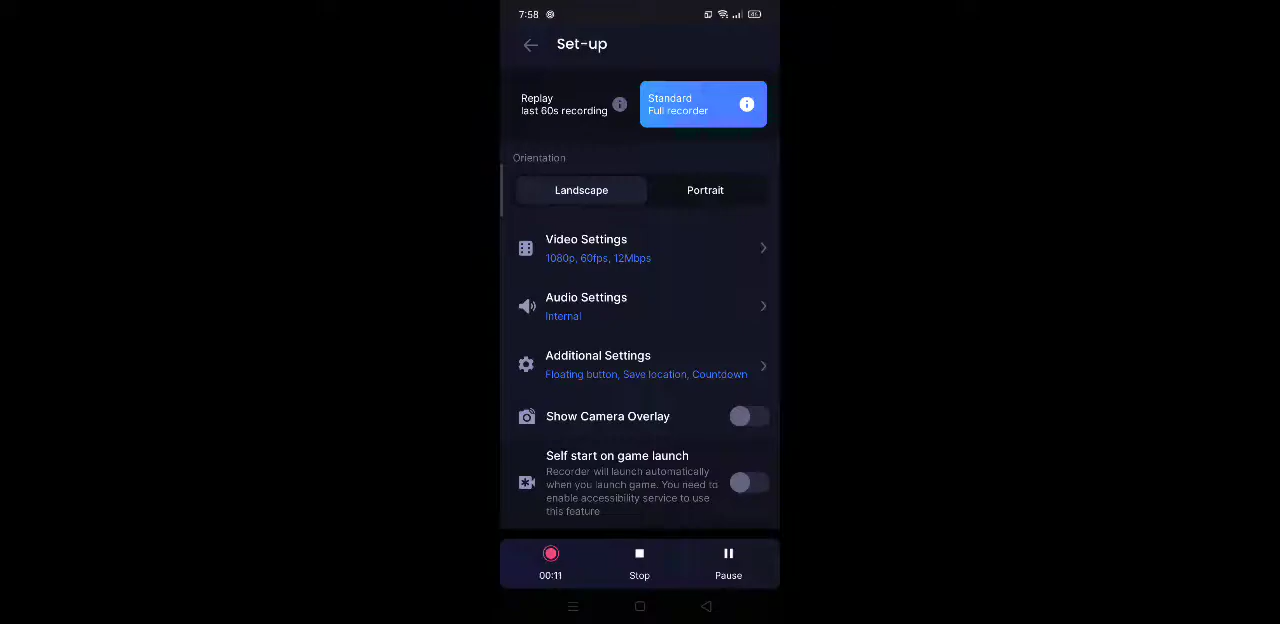 7:58
Set-up
Replay
last 60s recording
Standard
Full recorder
Orientation
Landscape
Portrait
Video Settings
1080p, 60fps, 12Mbps
Audio Settings
Internal
Additional Settings
Floating button, Save location, Countdown
Show Camera Overlay
Self start on game launch
Recorder will launch automatically
when you launch game. You need to
enable accessibility service to use
this feature
00:11
Stop
Pause